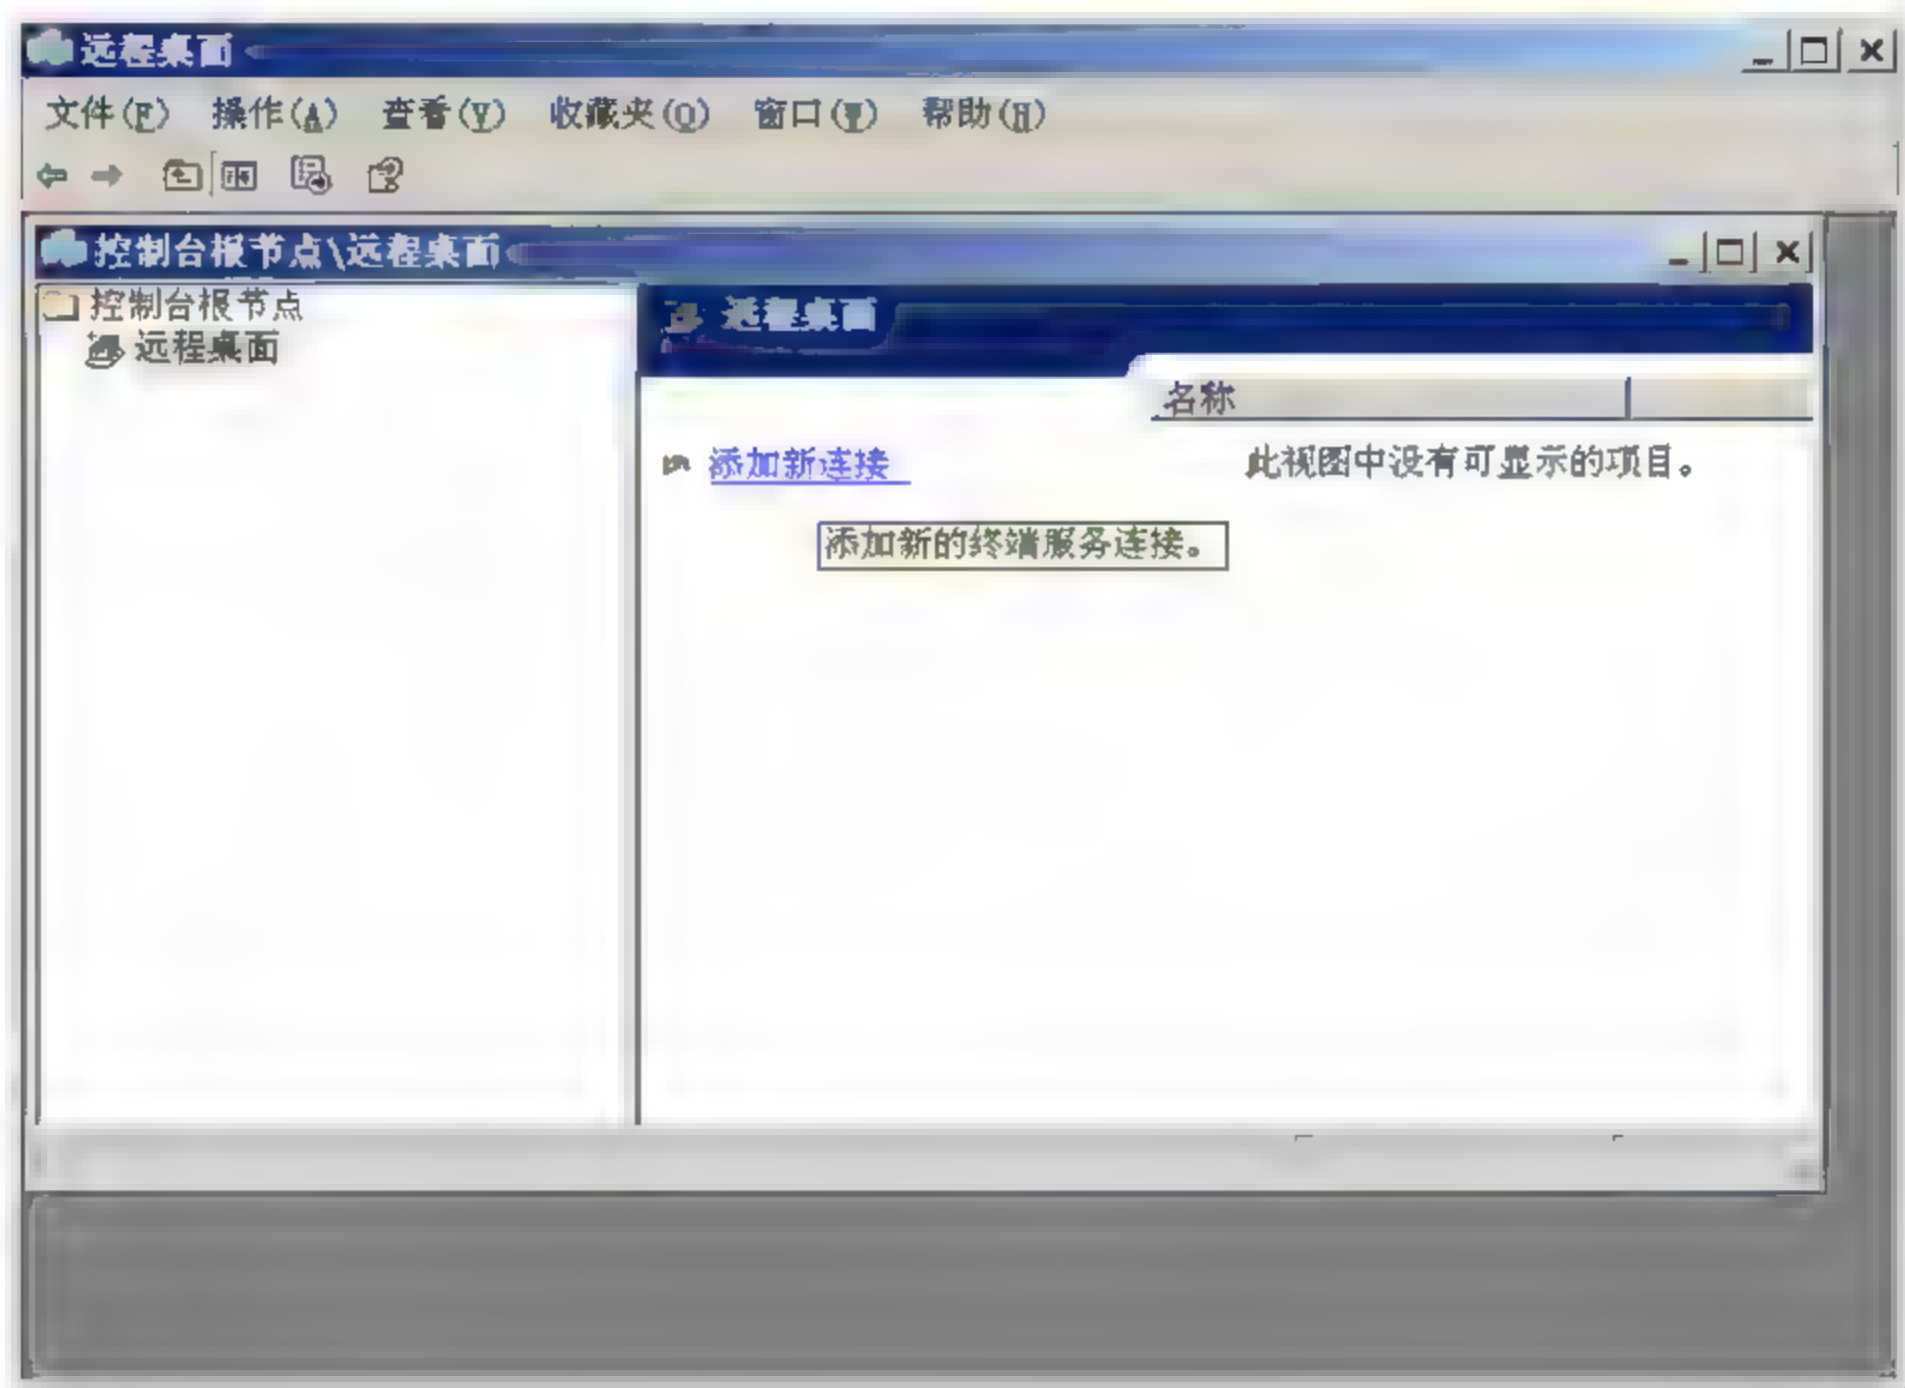 远程桌面
文件(F) 操作(A) 查看(V) 收藏夹(O) 窗口(W) 帮助(H)
控制台根节点\远程桌面
控制台根节点
远程桌面
远程桌面
名称
添加新连接
此视图中没有可显示的项目。
添加新的终端服务连接。